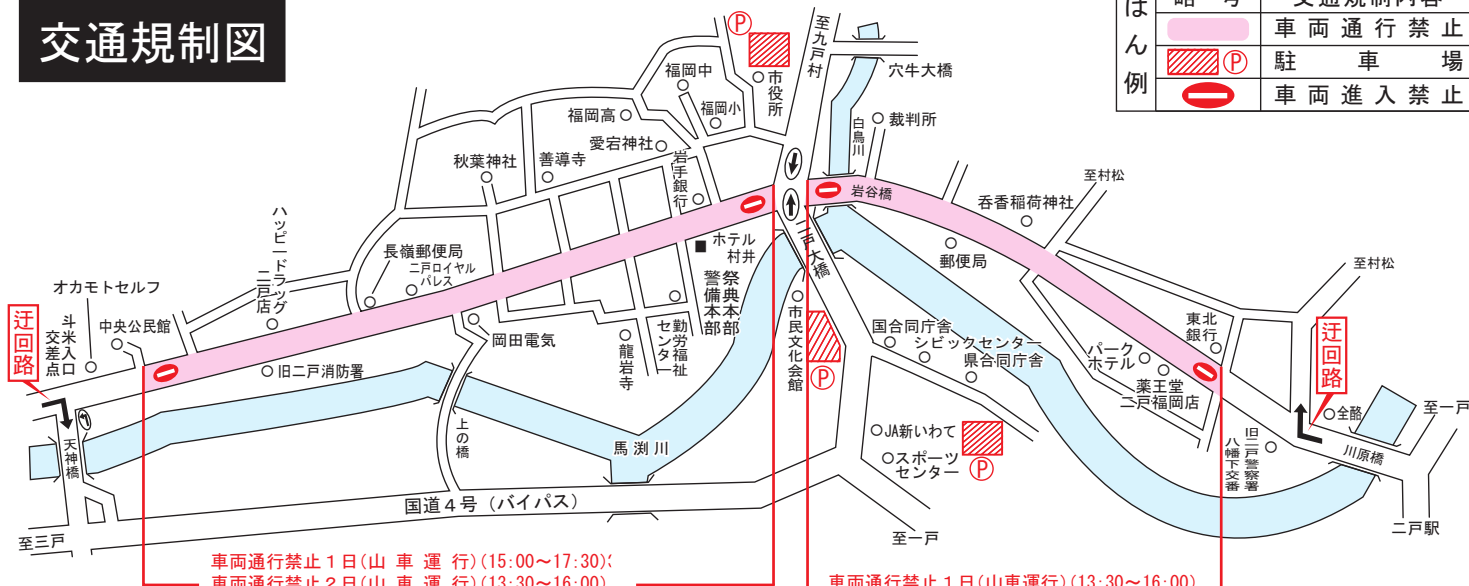 交通規制図
はん例
車両通行禁止
Ⓟ
駐車場
車両進入禁止
Ⓟ
市役所
至九戸村
穴牛大橋
福岡中
福岡小
福岡高
愛宕神社
岩手銀行
白鳥川
裁判所
秋葉神社
善導寺
岩谷橋
呑香稲荷神社
至村松
郵便局
至村松
二戸大橋
ハッピードラッグ
二戸店
長嶺郵便局
二戸ロイヤル
パレス
ホテル
村井
祭典本部
警備本部
オカモトセルフ
中央公民館
斗米入口
交差点
迂回路
旧二戸消防署
岡田電気
龍岩寺
勤労福祉
センター
市民文化会館
Ⓟ
国合同庁舎
シビックセンター
県合同庁舎
パーク
ホテル
東北
銀行
薬王堂
二戸福岡店
迂回路
全酪
至一戸
川原橋
旧二戸警察署
八幡下交番
二戸駅
天神橋
上の橋
馬渕川
JA新いわて
スポーツ
センター
Ⓟ
国道4号(バイパス)
至三戸
至一戸
車両通行禁止1日(山 車 運 行)(15:00～17:30)
車両通行禁止2日(山 車 運 行)(13:30～16:00)
車両通行禁止1日(山車運行)(13:30～16:00)